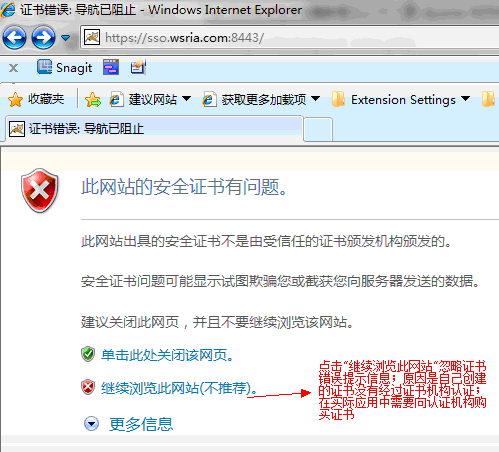 证书错误: 导航已阻止 - Windows Internet Explorer
https://sso.wsria.com:8443/
x Snagit
收藏夹 建议网站 获取更多加载项 Extension Settings
证书错误: 导航已阻止
此网站的安全证书有问题。
此网站出具的安全证书不是由受信任的证书颁发机构颁发的。
安全证书问题可能显示试图欺骗您或截获您向服务器发送的数据。
建议关闭此网页，并且不要继续浏览该网站。
单击此处关闭该网页。
继续浏览此网站(不推荐)。
点击“继续浏览此网站”忽略证书
错误提示信息；原因是自己创建
的证书没有经过证书机构认证；
在实际应用中需要向认证机构购
买证书
更多信息